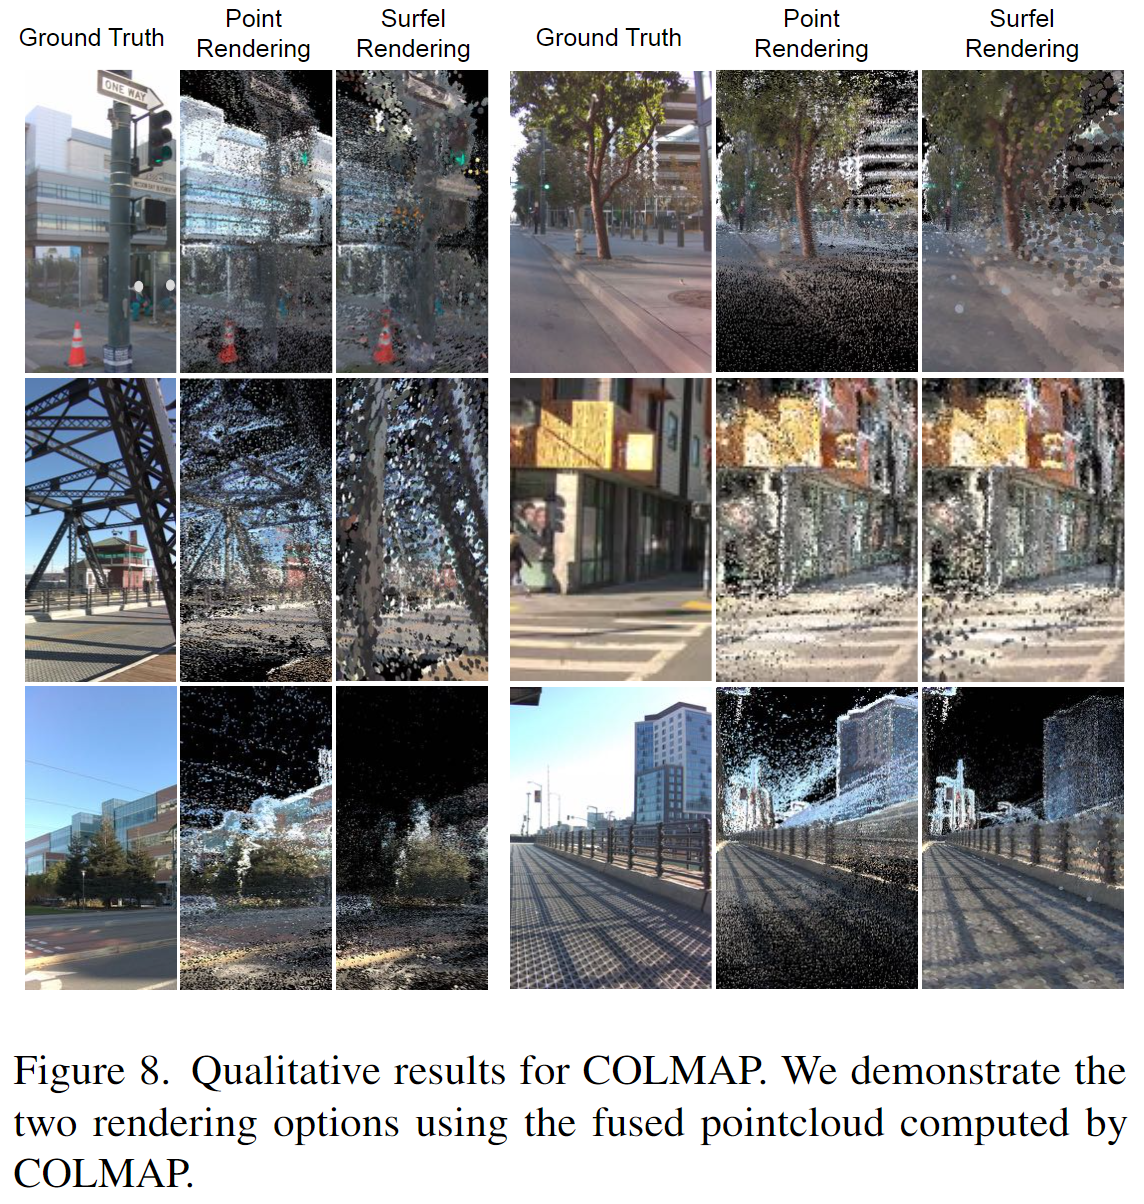 Ground Truth
Point
Rendering
Surfel
Rendering
Ground Truth
Point
Rendering
Surfel
Rendering
ONE WAY
Figure 8. Qualitative results for COLMAP. We demonstrate the
two rendering options using the fused pointcloud computed by
COLMAP.